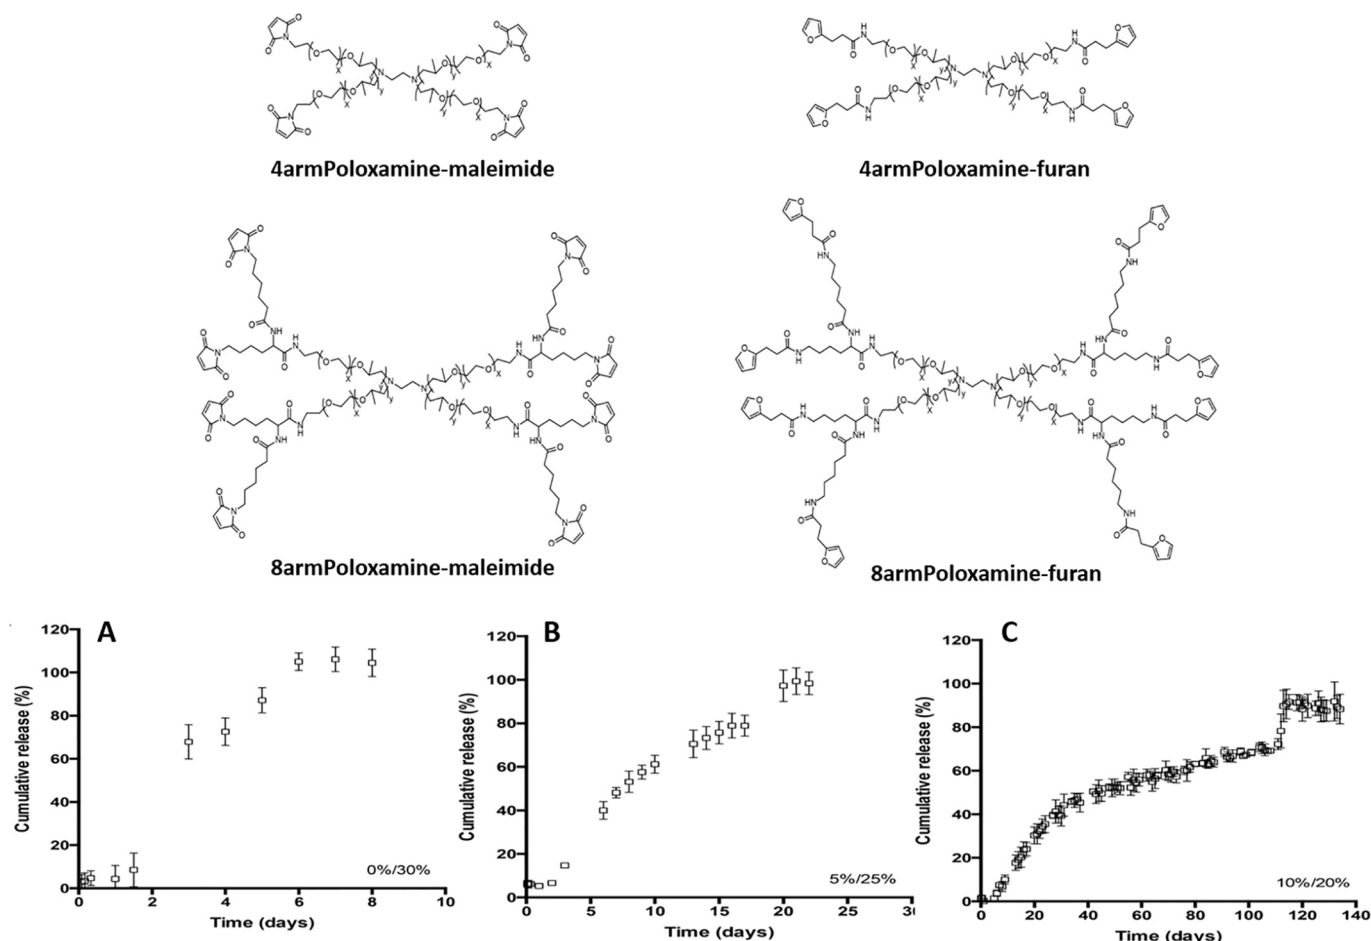 4armPoloxamine-maleimide
4armPoloxamine-furan
8armPoloxamine-maleimide
8armPoloxamine-furan
A
Cumulative release (%)
120
100
80
60
40
20
0
0 2 4 6 8 10
Time (days)
0%/30%
B
Cumulative release (%)
120
100
80
60
40
20
0
0 5 10 15 20 25
Time (days)
5%/25%
C
Cumulative release (%)
120
100
80
60
40
20
0
0 20 40 60 80 100 120 140
Time (days)
10%/20%